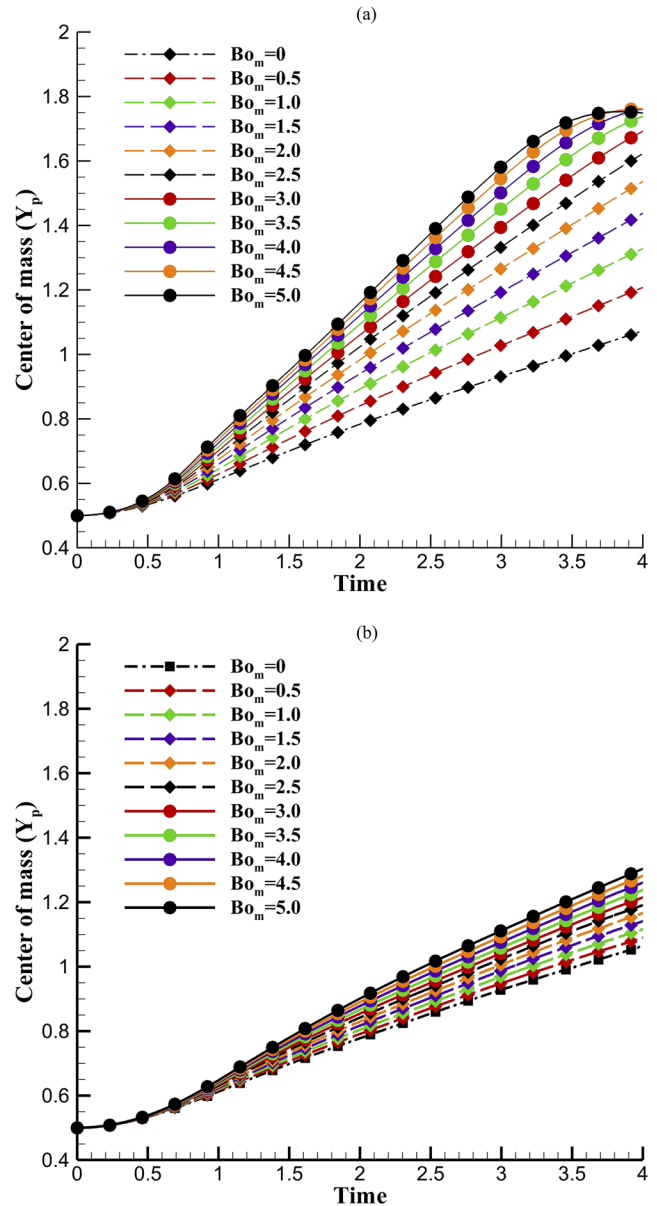 (a)
2
1.8
1.6
1.4
1.2
1
0.8
0.6
0.4
Center of mass (Yp)
Bom=0
Bom=0.5
Bom=1.0
Bom=1.5
Bom=2.0
Bom=2.5
Bom=3.0
Bom=3.5
Bom=4.0
Bom=4.5
Bom=5.0
0 0.5 1 1.5 2 2.5 3 3.5 4
Time
(b)
2
1.8
1.6
1.4
1.2
1
0.8
0.6
0.4
Center of mass (Yp)
Bom=0
Bom=0.5
Bom=1.0
Bom=1.5
Bom=2.0
Bom=2.5
Bom=3.0
Bom=3.5
Bom=4.0
Bom=4.5
Bom=5.0
0 0.5 1 1.5 2 2.5 3 3.5 4
Time